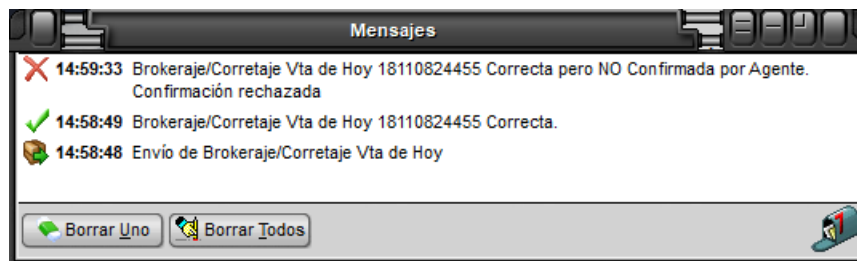 Mensajes
14:59:33 Brokeraje/Corretaje Vta de Hoy 18110824455 Correcta pero NO Confirmada por Agente.
Confirmación rechazada
14:58:49 Brokeraje/Corretaje Vta de Hoy 18110824455 Correcta.
14:58:48 Envío de Brokeraje/Corretaje Vta de Hoy
Borrar Uno Borrar Todos